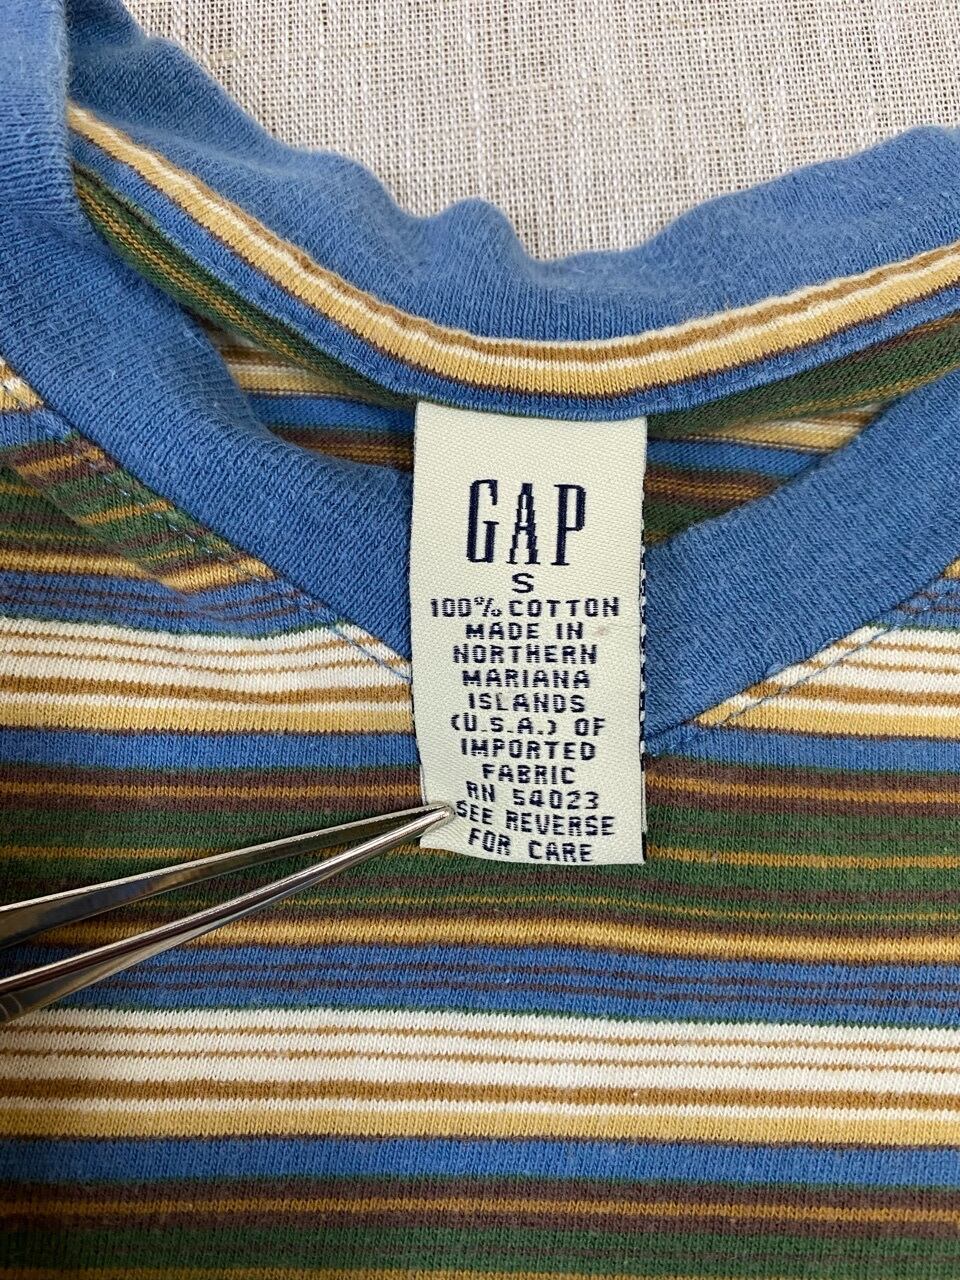 GAP
S
100% COTTON
MADE IN
NORTHERN
MARIANA
ISLANDS
(U.S.A.) OF
IMPORTED
FABRIC
RN 54023
SEE REVERSE
FOR CARE